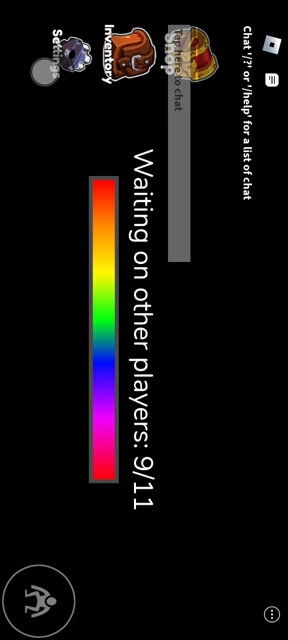 Chat '/?' or '/help' for a list of chat
Tap here to chat
Shop
Inventory
Settings
Waiting on other players: 9/11